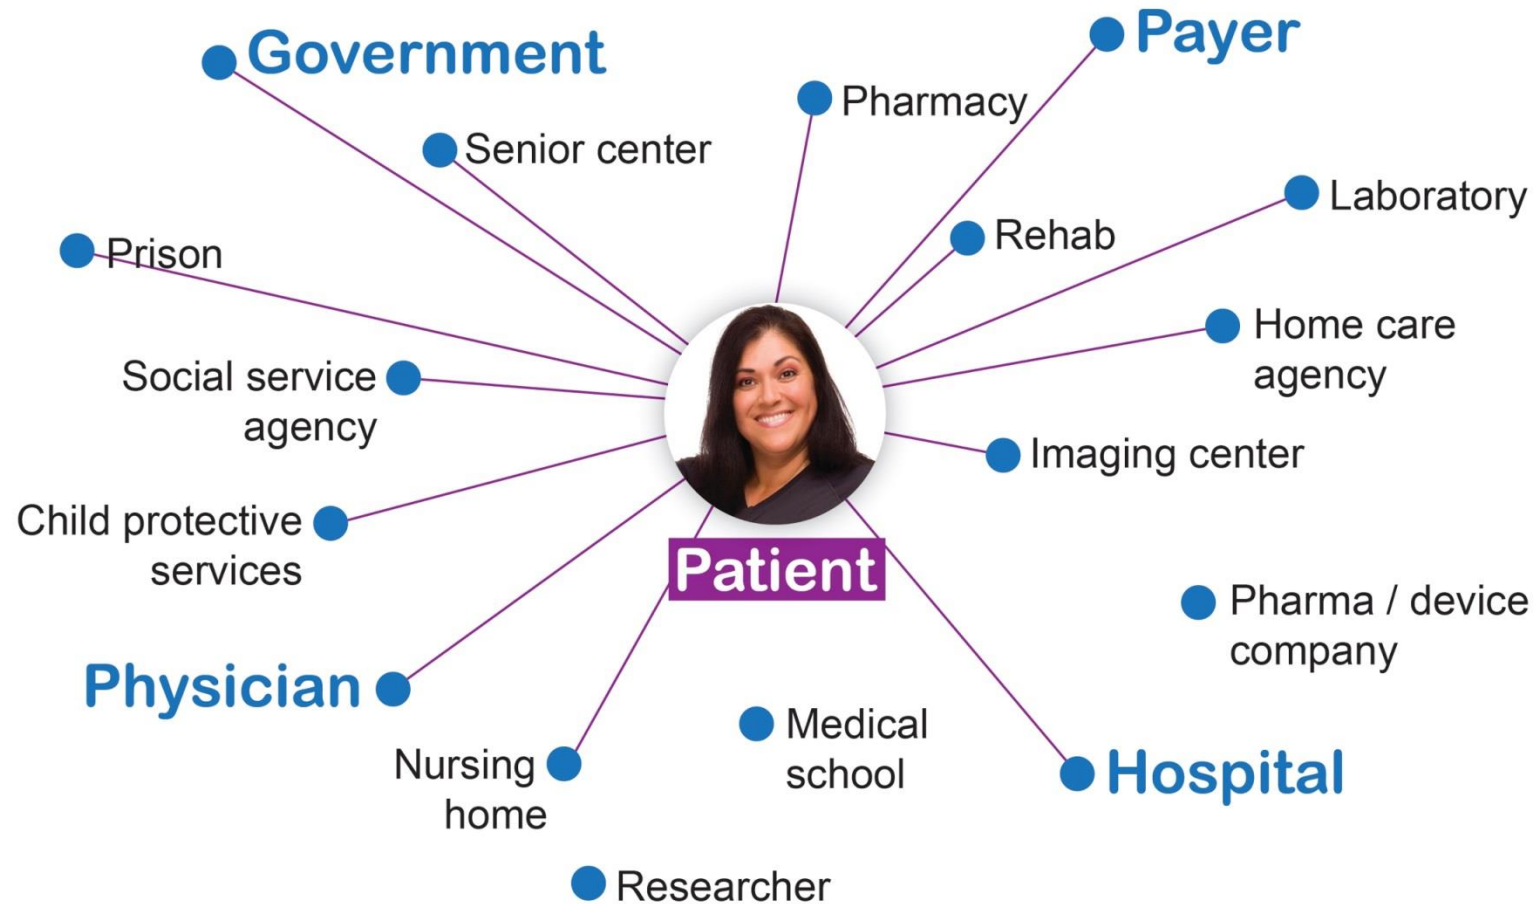 Government
Payer
Pharmacy
Senior center
Laboratory
Rehab
Prison
Home care
agency
Social service
agency
Imaging center
Child protective
services
Patient
Pharma / device
company
Physician
Medical
school
Nursing
home
Hospital
Researcher